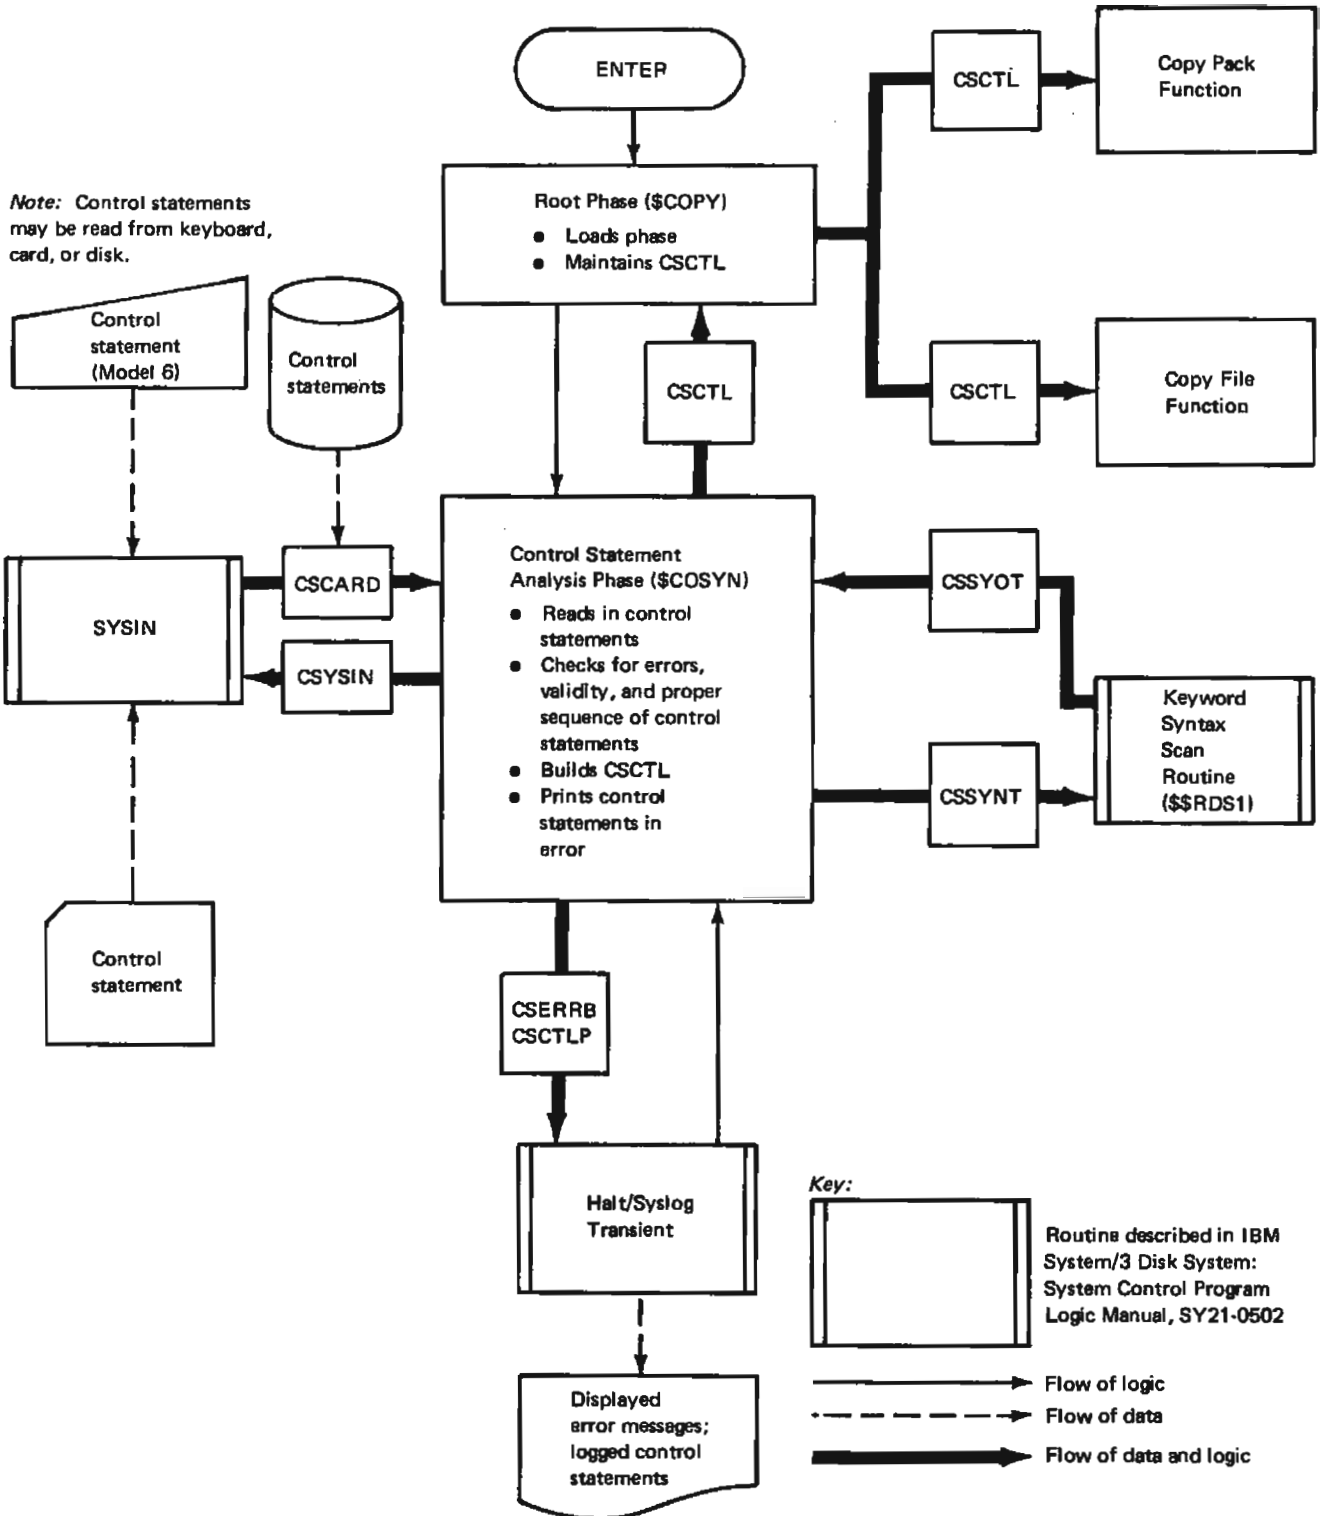 ENTER
CSCTL
Copy Pack
Function
Root Phase ($COPY)
● Loads phase
● Maintains CSCTL
Note: Control statements
may be read from keyboard,
card, or disk.
Control
statement
(Model 6)
Control
statements
CSCTL
CSCTL
Copy File
Function
SYSIN
CSCARD
CSYSIN
Control Statement
Analysis Phase ($COSYN)
● Reads in control
statements
● Checks for errors,
validity, and proper
sequence of control
statements
● Builds CSCTL
● Prints control
statements in
error
CSSYOT
Keyword
Syntax
Scan
Routine
($$RDS1)
CSSYNT
Control
statement
CSERRB
CSCTLP
Halt/Syslog
Transient
Displayed
error messages;
logged control
statements
Key:
Routine described in IBM
System/3 Disk System:
System Control Program
Logic Manual, SY21-0502
Flow of logic
Flow of data
Flow of data and logic